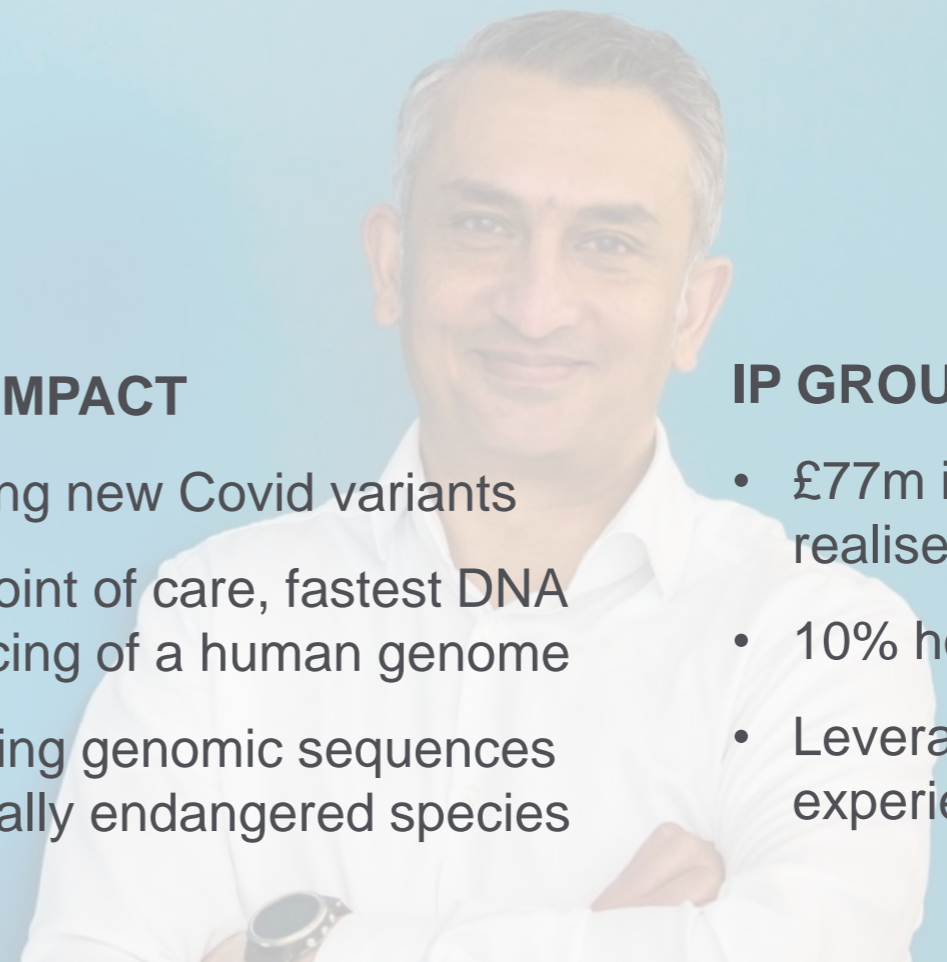 MPACT
ng new Covid variants
oint of care, fastest DNA
cing of a human genome
ing genomic sequences
ally endangered species
IP GROU
• £77m i
realise
• 10% h
• Levera
experie